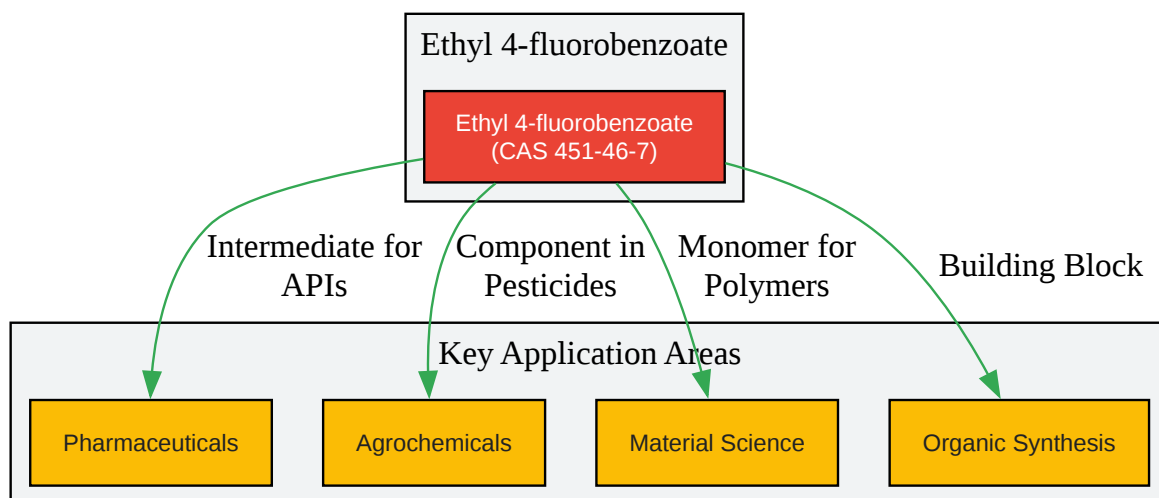 Ethyl 4-fluorobenzoate
Ethyl 4-fluorobenzoate
(CAS 451-46-7)
Intermediate for
APIs
Component in
Pesticides
Monomer for
Polymers
Building Block
Key Application Areas
Pharmaceuticals
Agrochemicals
Material Science
Organic Synthesis